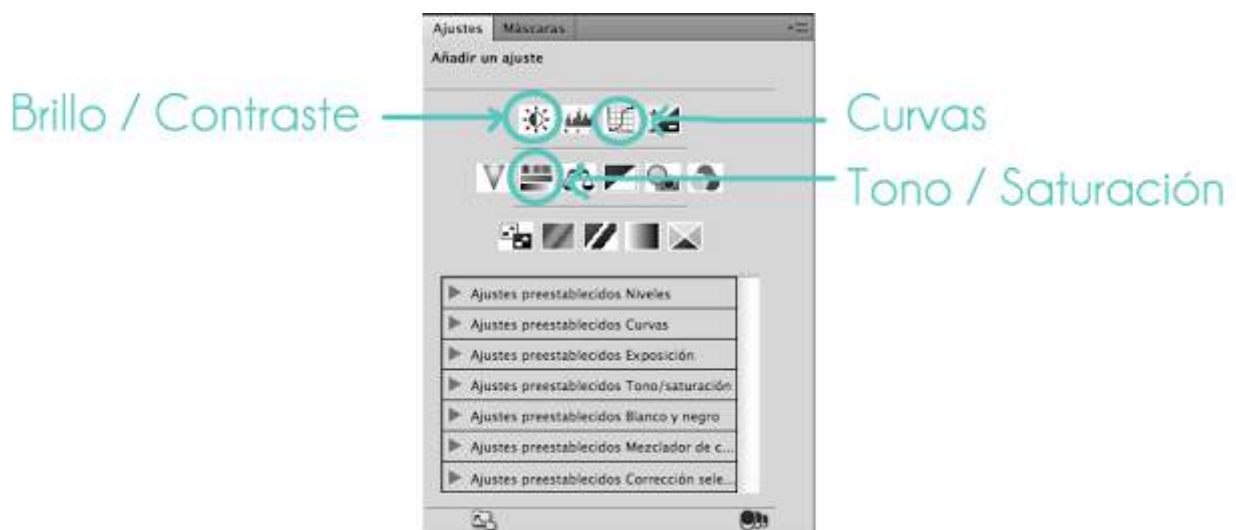 Ajustes Máscaras
Añadir un ajuste
Brillo / Contraste
Curvas
Tono / Saturación
Ajustes preestablecidos Niveles
Ajustes preestablecidos Curvas
Ajustes preestablecidos Exposición
Ajustes preestablecidos Tono/saturación
Ajustes preestablecidos Blanco y negro
Ajustes preestablecidos Mezclador de c...
Ajustes preestablecidos Corrección sele...